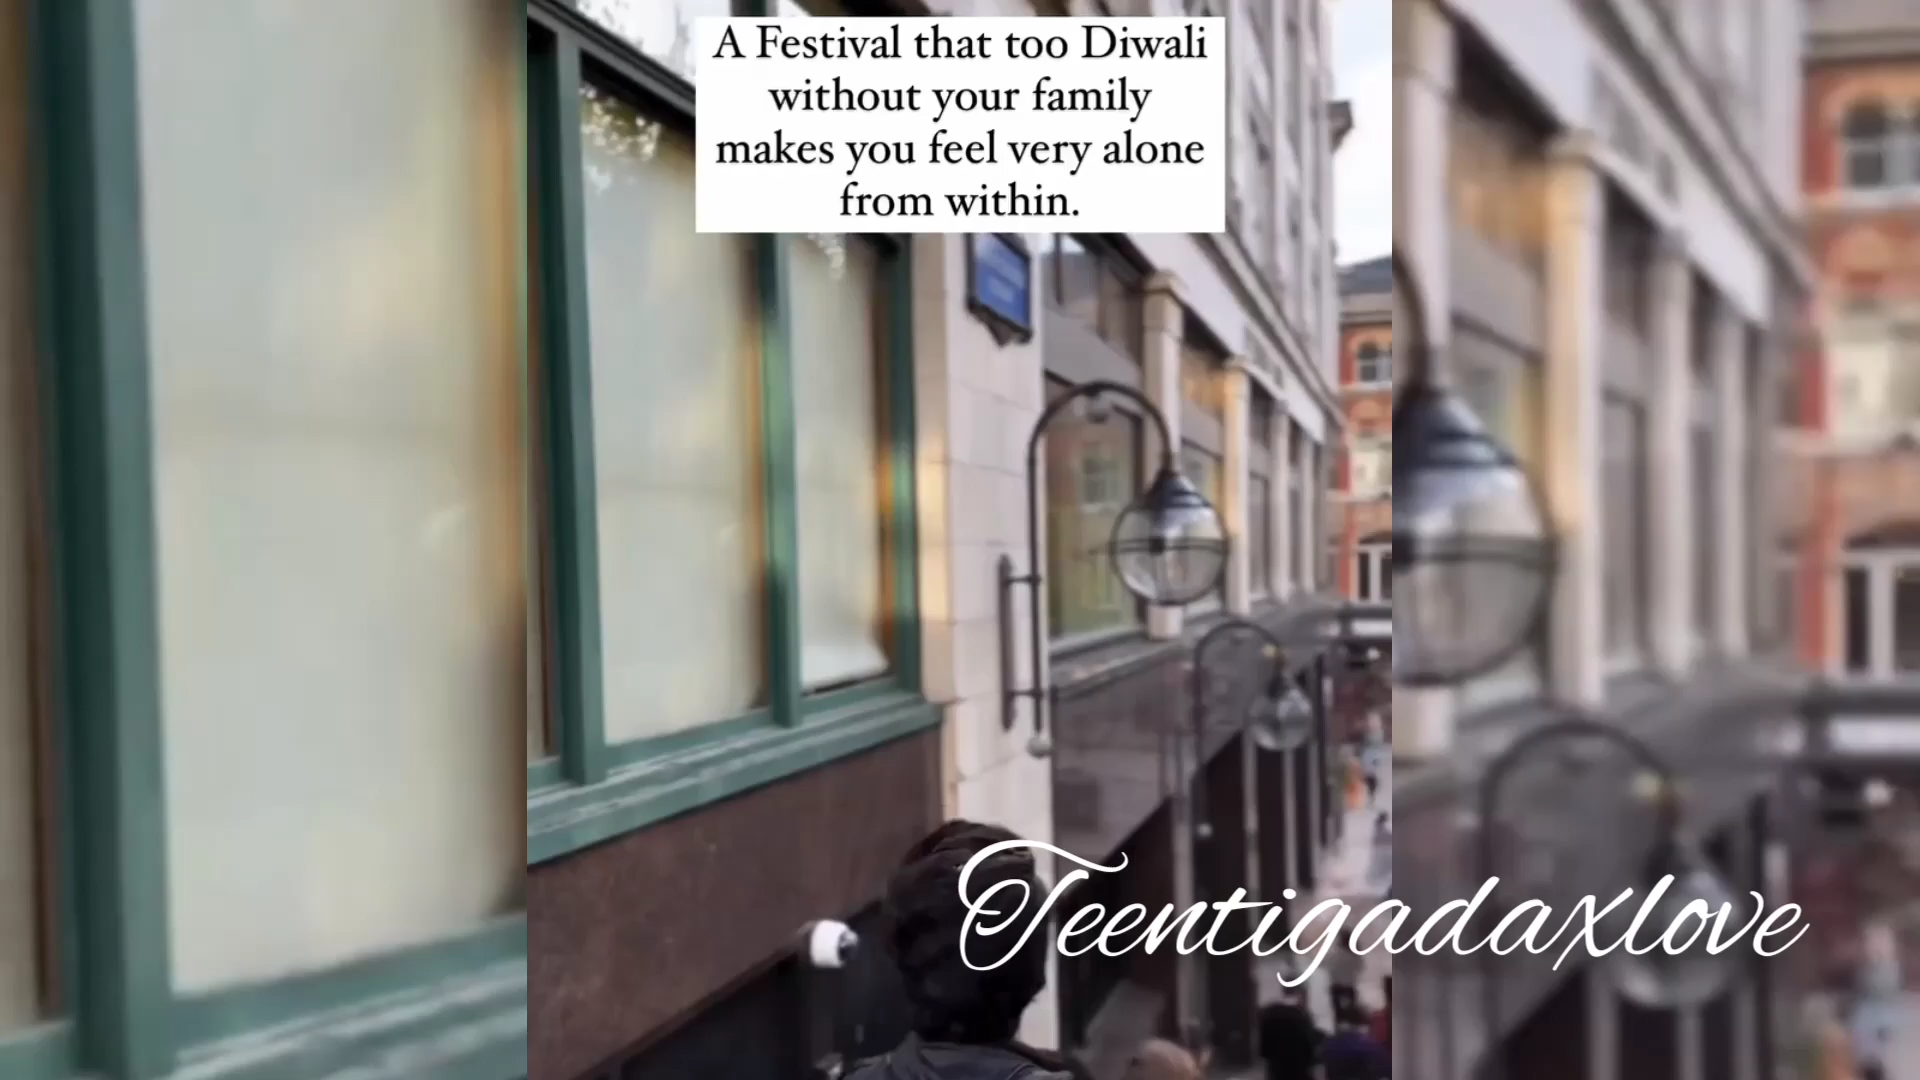 A Festival that too Diwali
without your family
makes you feel very alone
from within.
Teentigadaxlove